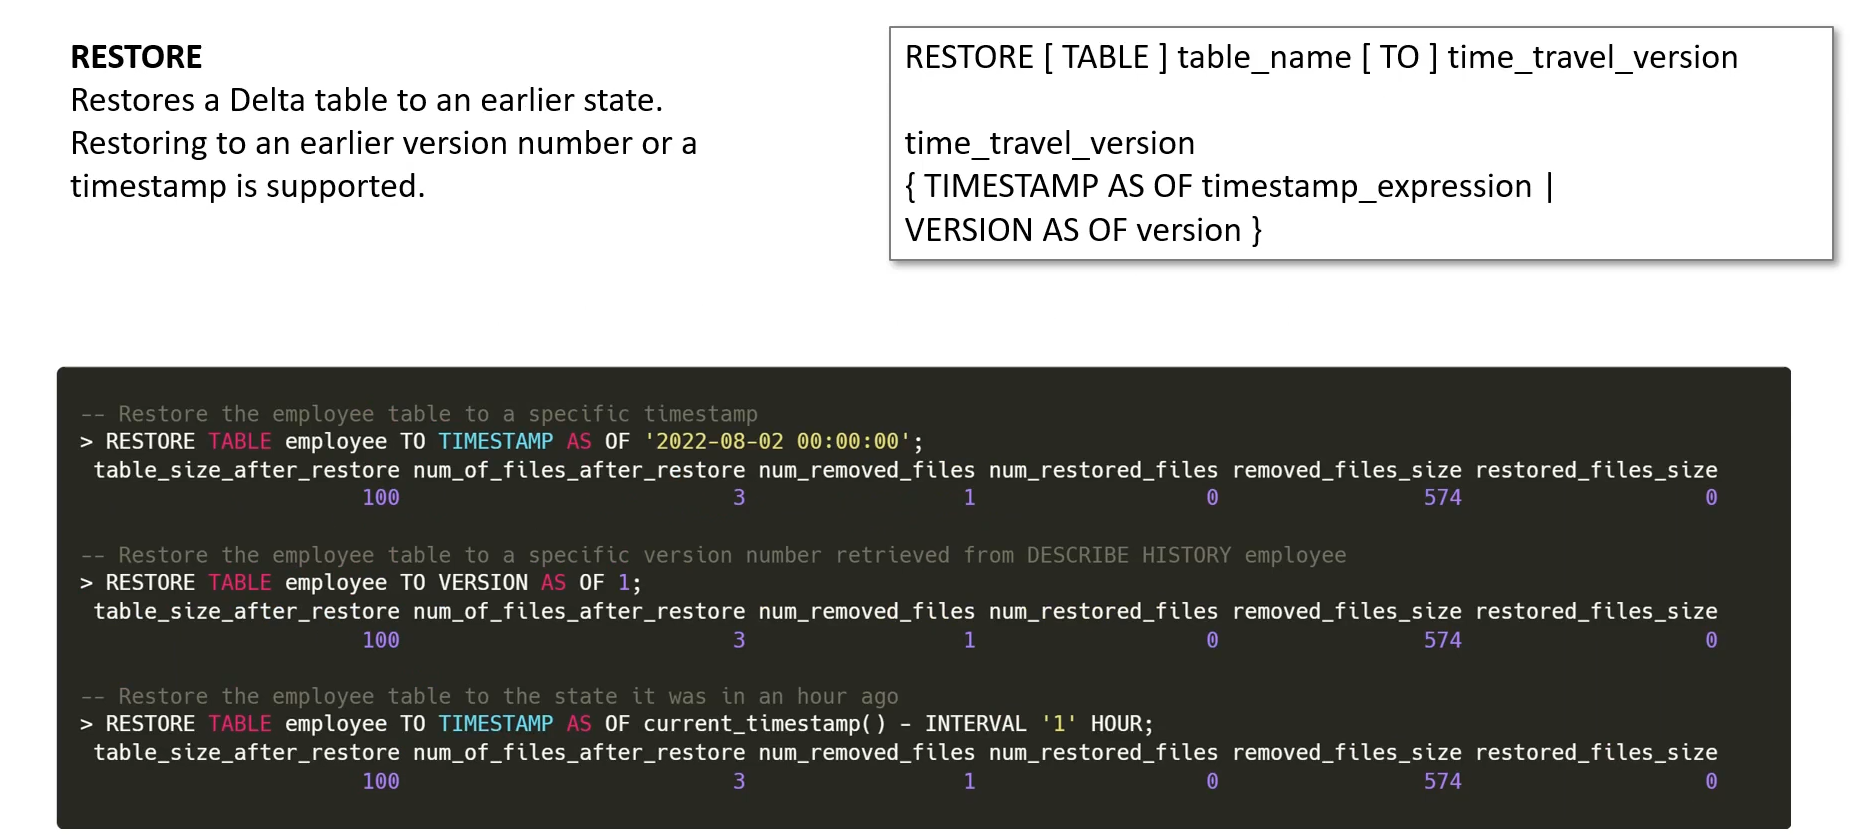 RESTORE
Restores a Delta table to an earlier state.
Restoring to an earlier version number or a
timestamp is supported.
RESTORE [ TABLE ] table_name [ TO ] time_travel_version
time_travel_version
{ TIMESTAMP AS OF timestamp_expression |
VERSION AS OF version }
-- Restore the employee table to a specific timestamp
> RESTORE TABLE employee TO TIMESTAMP AS OF '2022-08-02 00:00:00';
table_size_after_restore num_of_files_after_restore num_removed_files num_restored_files removed_files_size restored_files_size
100 3 1 0 574 0
-- Restore the employee table to a specific version number retrieved from DESCRIBE HISTORY employee
> RESTORE TABLE employee TO VERSION AS OF 1;
table_size_after_restore num_of_files_after_restore num_removed_files num_restored_files removed_files_size restored_files_size
100 3 1 0 574 0
-- Restore the employee table to the state it was in an hour ago
> RESTORE TABLE employee TO TIMESTAMP AS OF current_timestamp() - INTERVAL '1' HOUR;
table_size_after_restore num_of_files_after_restore num_removed_files num_restored_files removed_files_size restored_files_size
100 3 1 0 574 0